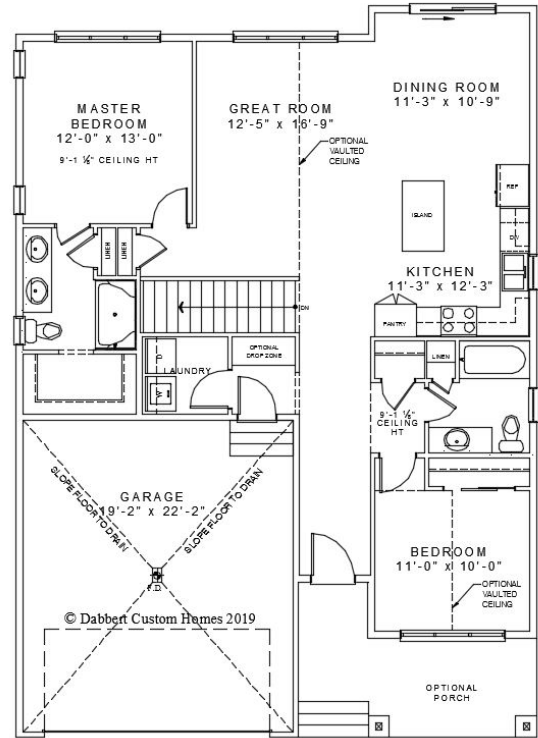 DINING ROOM
11'-3" x 10'-9"
MASTER
BEDROOM
12'-0" x 13'-0"
9'-1 ⅛" CEILING HT
GREAT ROOM
12'-5" x 16'-9"
OPTIONAL
VAULTED
CEILING
REF
ISLAND
D/W
LINEN
LINEN
KITCHEN
11'-3" x 12'-3"
DN
PANTRY
D
LAUNDRY
W
OPTIONAL
DROP ZONE
LINEN
9'-1 ⅛"
CEILING
HT
SLOPE FLOOR TO DRAIN
SLOPE FLOOR TO DRAIN
GARAGE
19'-2" x 22'-2"
F.D.
© Dabbert Custom Homes 2019
BEDROOM
11'-0" x 10'-0"
OPTIONAL
VAULTED
CEILING
OPTIONAL
PORCH